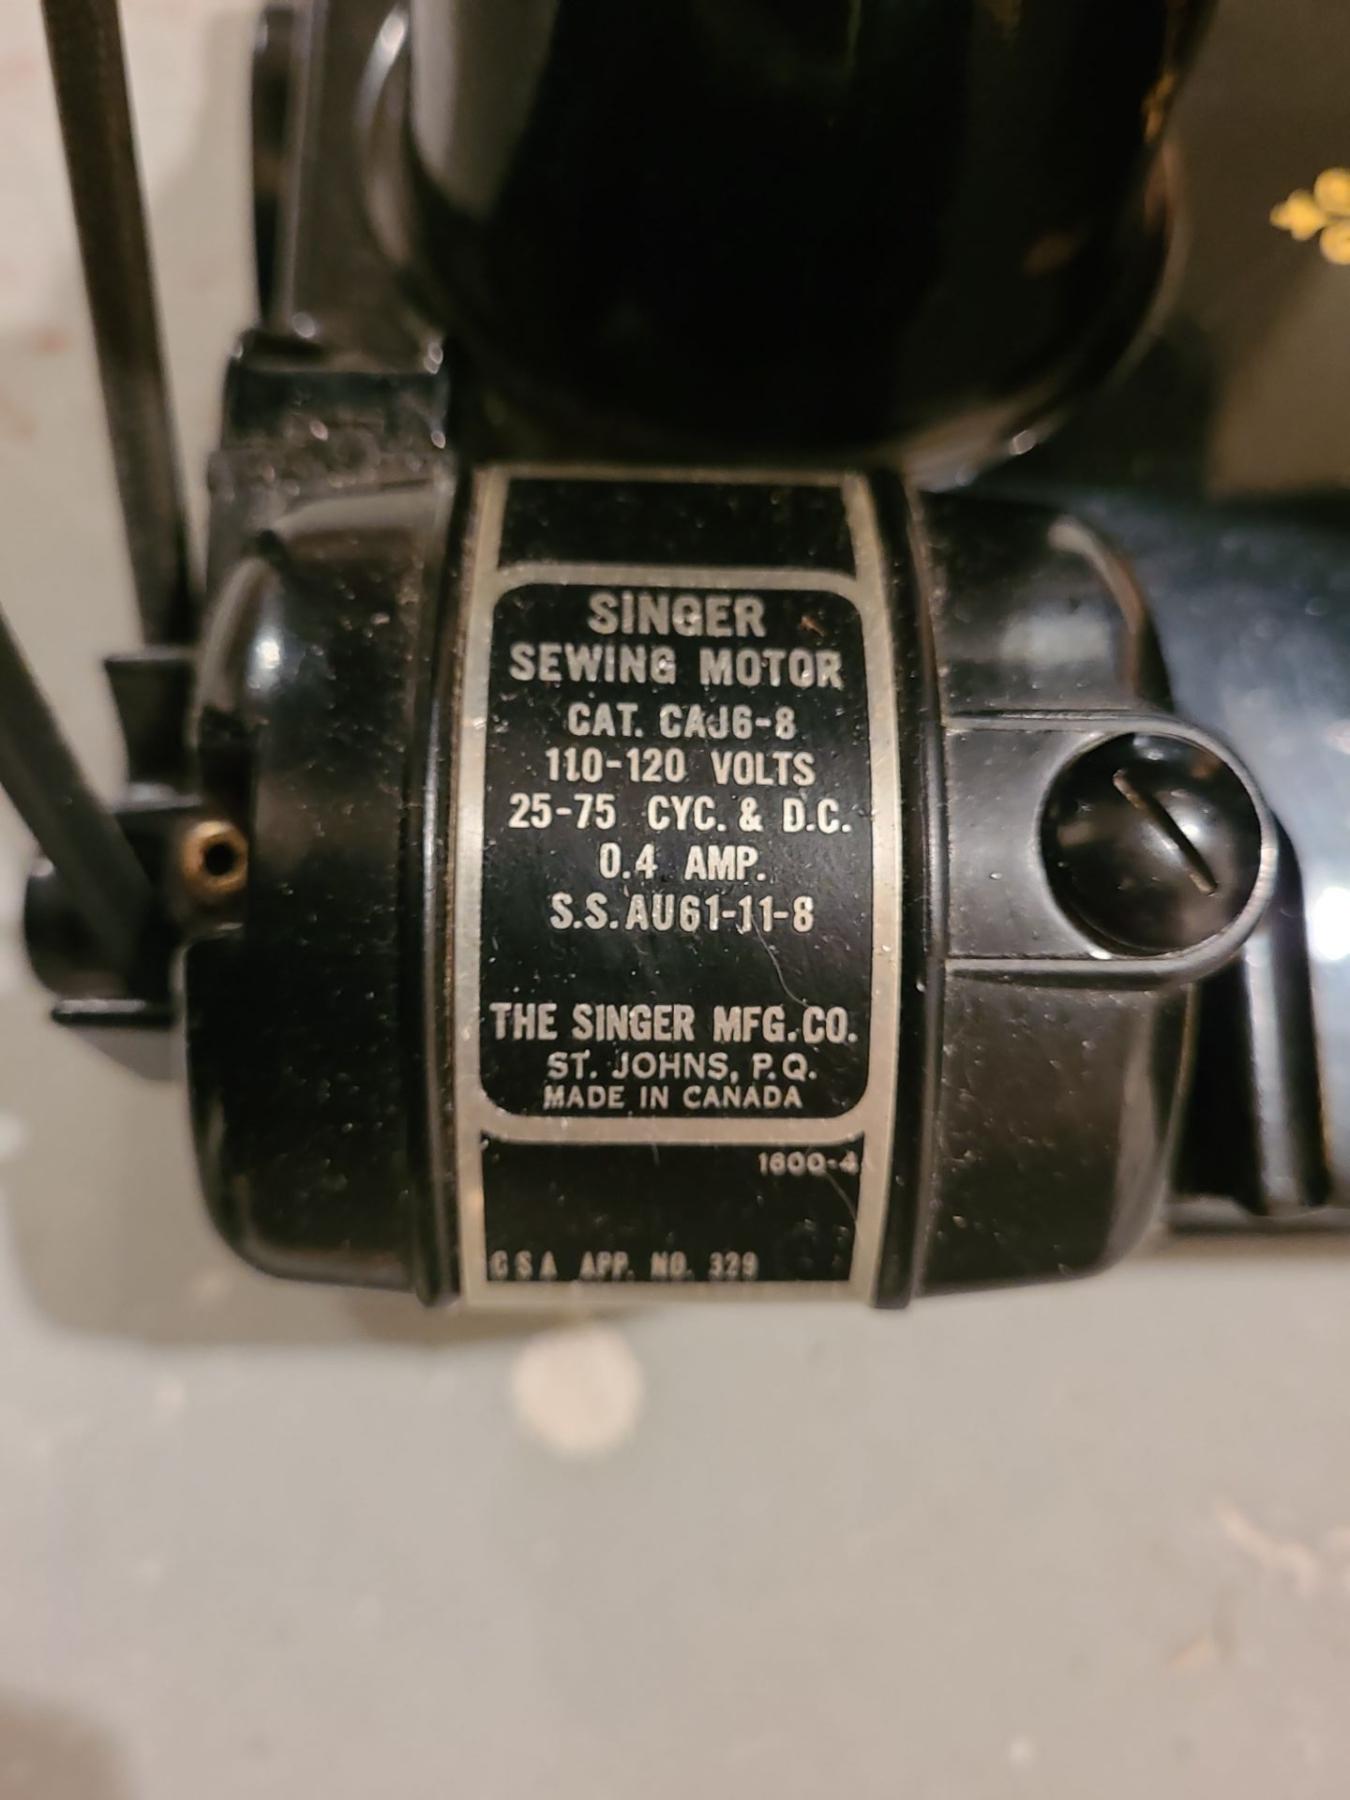 SINGER
SEWING MOTOR
CAT. CAJ6-8
110-120 VOLTS
25-75 CYC. & D.C.
0.4 AMP.
S.S. AU61-11-8
THE SINGER MFG. CO.
ST. JOHNS, P.Q.
MADE IN CANADA
1600-4
CSA APP. NO. 329